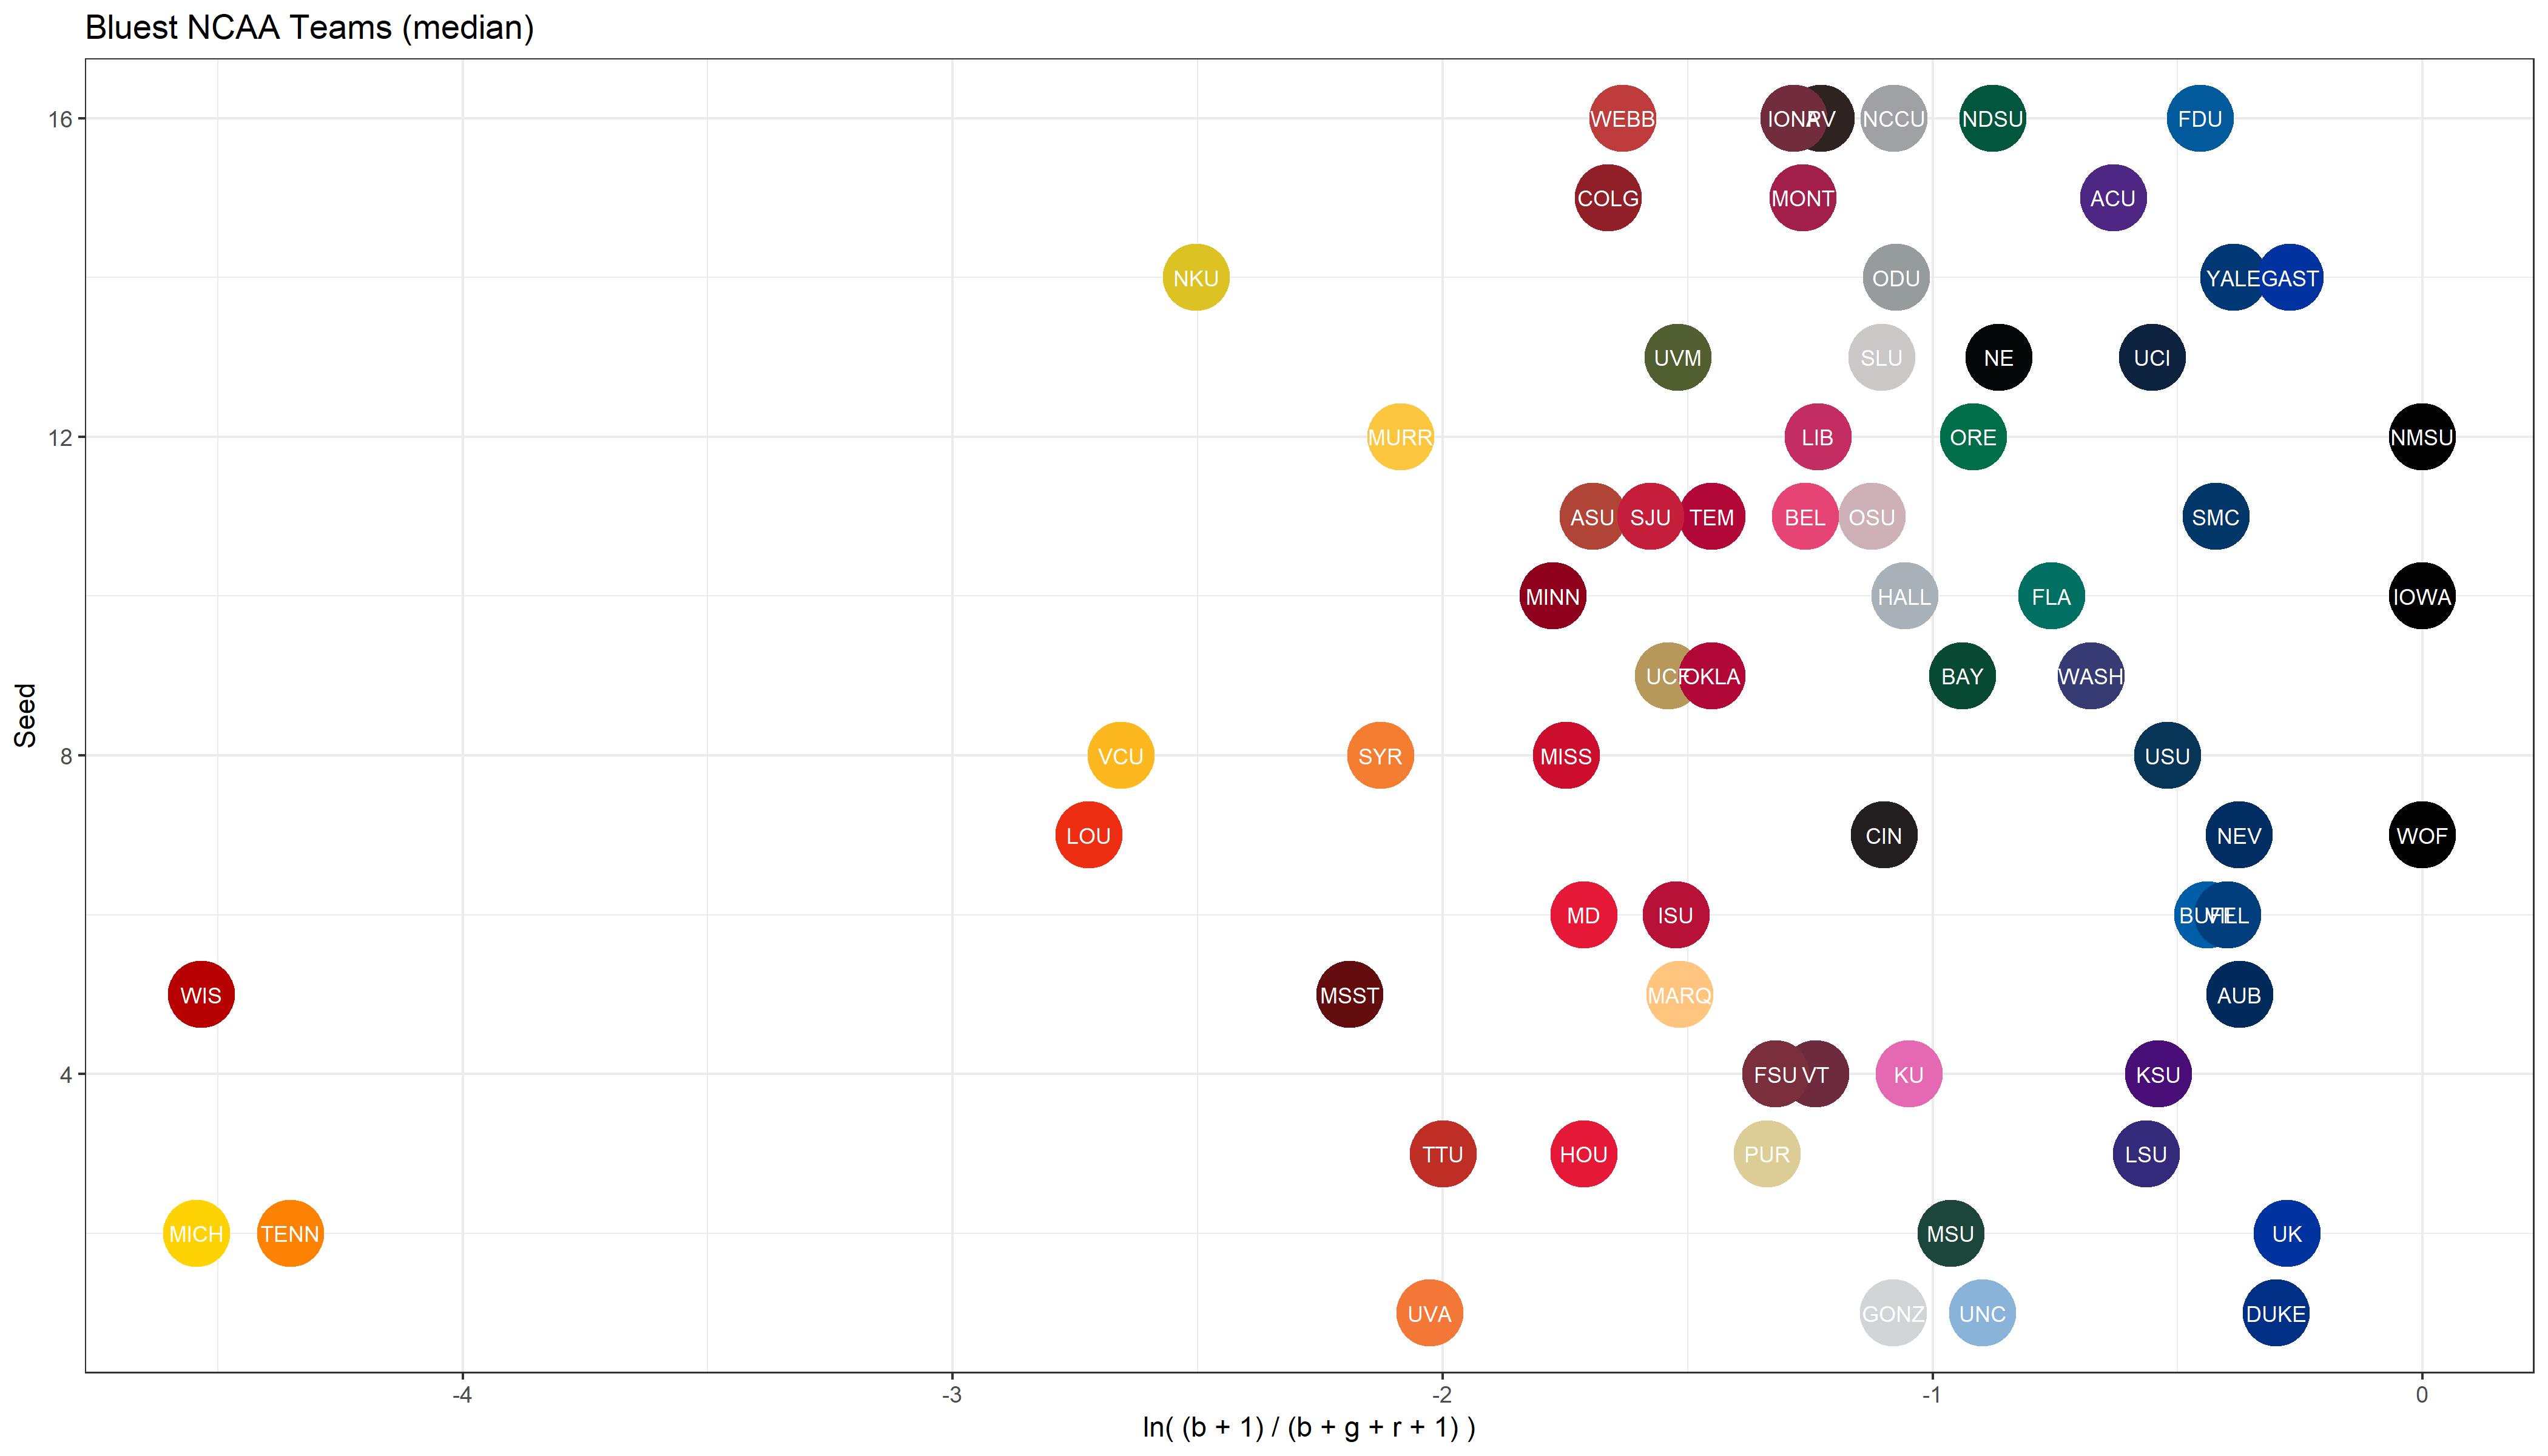 Bluest NCAA Teams (median)
16
WEBB IONA PV NCCU NDSU FDU
COLG MONT ACU
NKU ODU YALE GAST
UVM SLU NE UCI
12
MURR LIB ORE NMSU
ASU SJU TEM BEL OSU SMC
MINN HALL FLA IOWA
UCF OKLA BAY WASH
Seed
8
VCU SYR MISS USU
LOU CIN NEV WOF
MD ISU BUFF VILL
WIS MSST MARQ AUB
4
FSU VT KU KSU
TTU HOU PUR LSU
MICH TENN MSU UK
UVA GONZ UNC DUKE
-4 -3 -2 -1 0
ln( (b + 1) / (b + g + r + 1) )